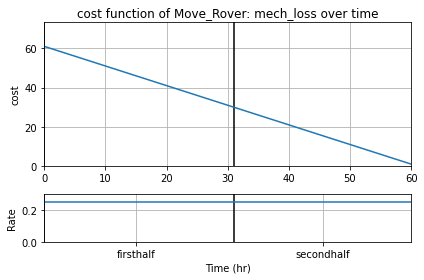 cost function of Move_Rover: mech_loss over time
cost
60
40
20
0
0 10 20 30 40 50 60
Rate
0.2
0.0
firsthalf secondhalf
Time (hr)